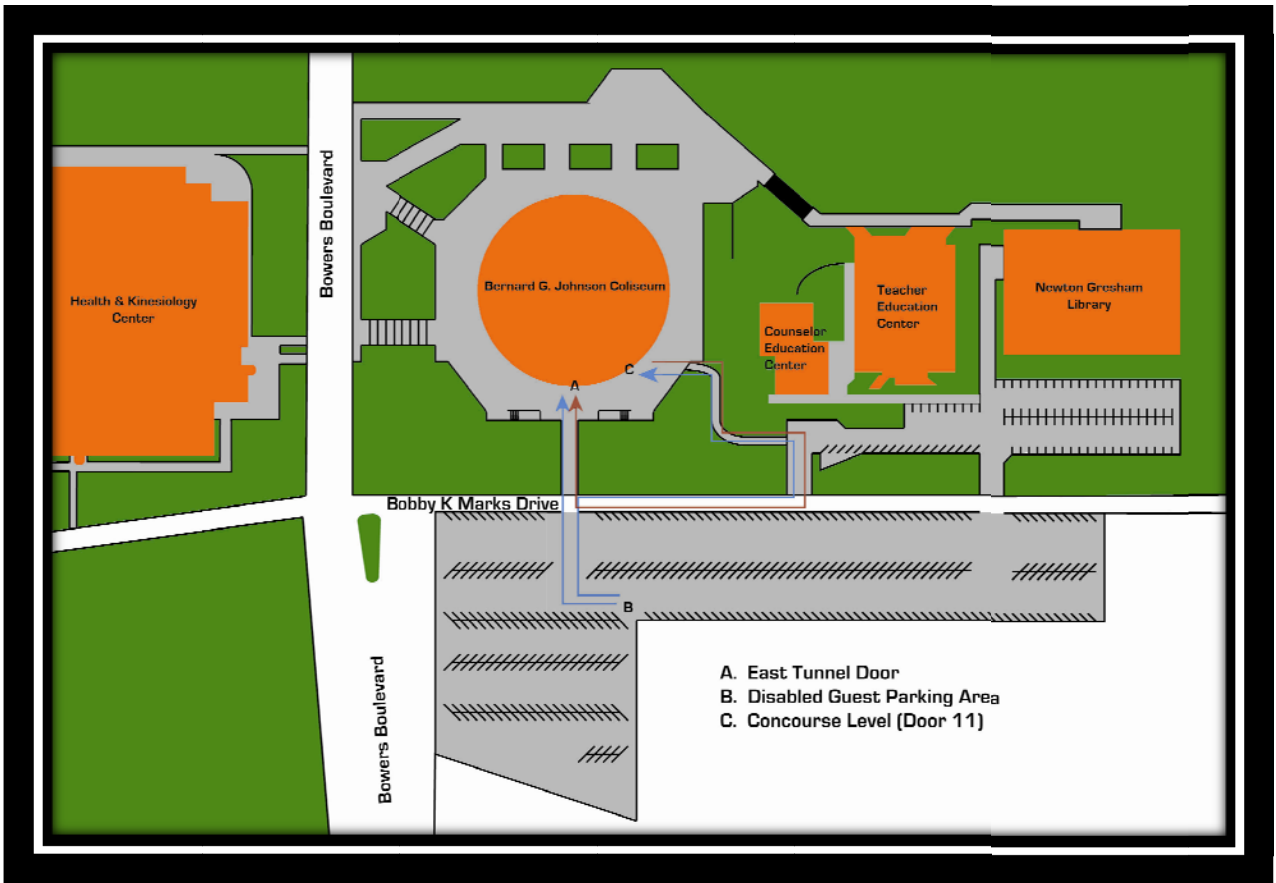 Bowers Boulevard
Health & Kinesiology
Center
Bernard G. Johnson Coliseum
Teacher
Education
Center
Newton Gresham
Library
Counselor
Education
Center
C
A
Bobby K Marks Drive
B
Bowers Boulevard
A. East Tunnel Door
B. Disabled Guest Parking Area
C. Concourse Level (Door 11)